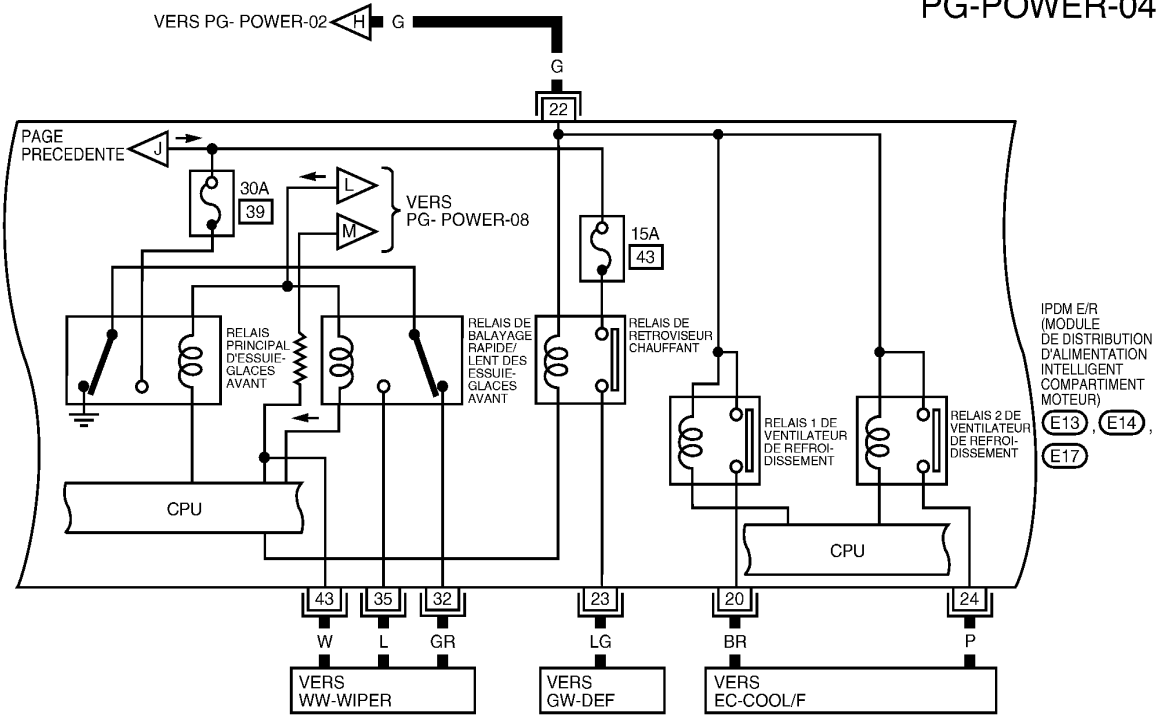 PG-POWER-04
VERS PG- POWER-02
H
G
G
22
PAGE
PRECEDENTE
J
30A
39
L
M
VERS
PG- POWER-08
15A
43
RELAIS
PRINCIPAL
D'ESSUIE-
GLACES
AVANT
RELAIS DE
BALAYAGE
RAPIDE/
LENT DES
ESSUIE-
GLACES
AVANT
RELAIS DE
RETROVISEUR
CHAUFFANT
RELAIS 1 DE
VENTILATEUR
DE REFROI-
DISSEMENT
RELAIS 2 DE
VENTILATEUR
DE REFROI-
DISSEMENT
IPDM E/R
(MODULE
DE DISTRIBUTION
D'ALIMENTATION
INTELLIGENT
COMPARTIMENT
MOTEUR)
E13 , E14 ,
E17
CPU
CPU
43 35 32 23 20 24
W L GR LG BR P
VERS
WW-WIPER
VERS
GW-DEF
VERS
EC-COOL/F